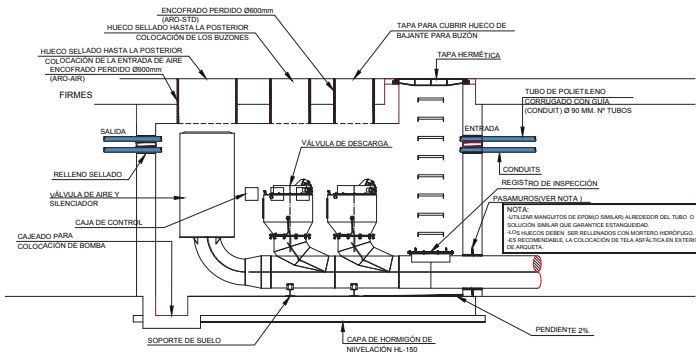 ENCOFRADO PERDIDO Ø600mm
(ARO-STD)
HUECO SELLADO HASTA LA POSTERIOR
COLOCACIÓN DE LOS BUZONES
TAPA PARA CUBRIR HUECO DE
BAJANTE PARA BUZÓN
HUECO SELLADO HASTA LA POSTERIOR
COLOCACIÓN DE LA ENTRADA DE AIRE
ENCOFRADO PERDIDO Ø900mm
(ARO-AIR)
TAPA HERMÉTICA
FIRMES
TUBO DE POLIETILENO
CORRUGADO CON GUÍA
(CONDUIT) Ø 90 MM. Nº TUBOS
SALIDA
ENTRADA
VÁLVULA DE DESCARGA
RELLENO SELLADO
CONDUITS
REGISTRO DE INSPECCIÓN
VÁLVULA DE AIRE Y
SILENCIADOR
PASAMUROS(VER NOTA )
CAJA DE CONTROL
NOTA:
-UTILIZAR MANGUITOS DE EPDM(O SIMILAR) ALREDEDOR DEL TUBO O
SOLUCIÓN SIMILAR QUE GARANTICE ESTANQUEIDAD.
-LOS HUECOS DEBEN SER RELLENADOS CON MORTERO HIDRÓFUGO.
-ES RECOMENDABLE, LA COLOCACIÓN DE TELA ASFÁLTICA EN EXTERIO
DE ARQUETA.
CAJEADO PARA
COLOCACIÓN DE BOMBA
SOPORTE DE SUELO
CAPA DE HORMIGÓN DE
NIIVELACIÓN HL-150
PENDIENTE 2%